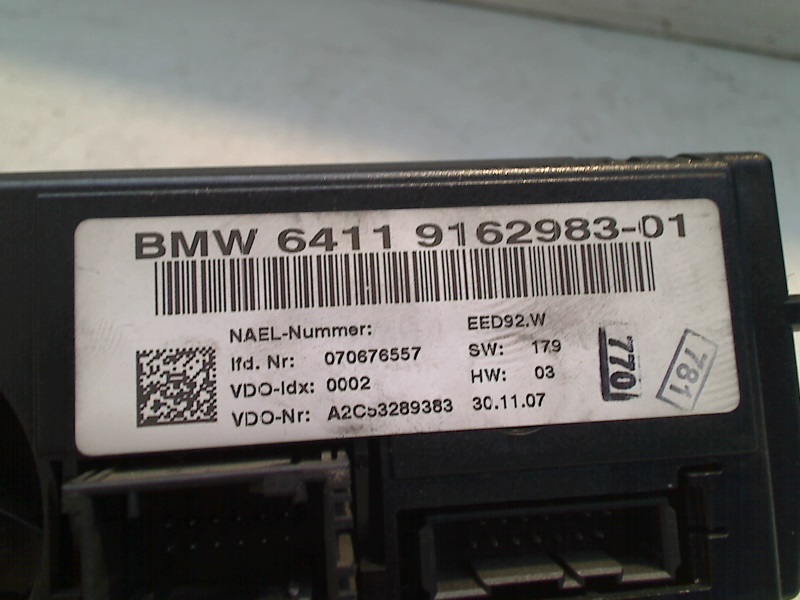 BMW 6411 9162983-01
NAEL-Nummer: EED92.W
lfd. Nr: 070676557 SW: 179
VDO-Idx: 0002 HW: 03
VDO-Nr: A2C53289383 30.11.07
770
781